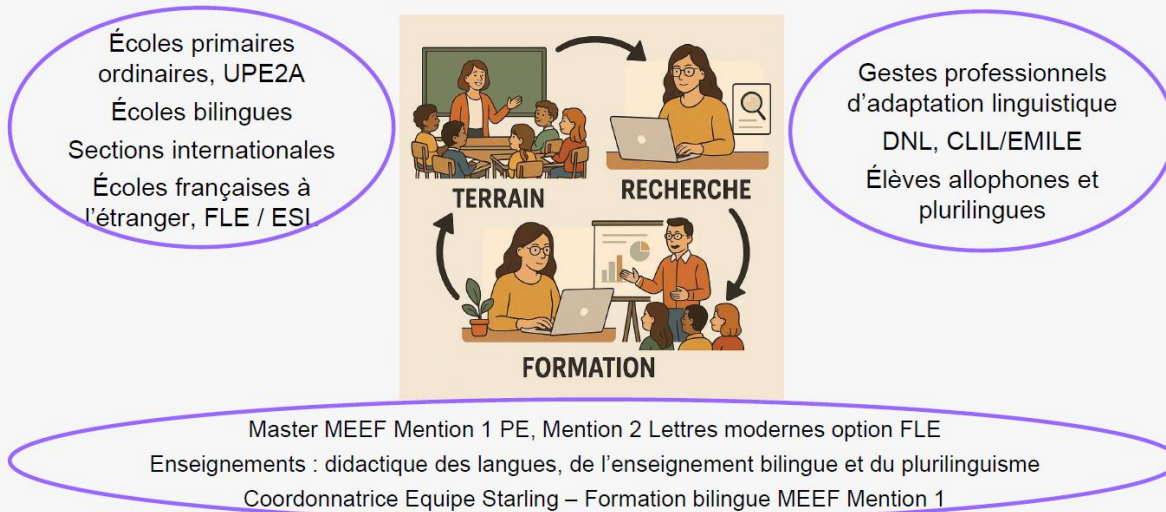 Écoles primaires
ordinaires, UPE2A
Écoles bilingues
Sections internationales
Écoles françaises à
l’étranger, FLE / ESL
TERRAIN
RECHERCHE
FORMATION
Gestes professionnels
d’adaptation linguistique
DNL, CLIL/EMILE
Élèves allophones et
plurilingues
Master MEEF Mention 1 PE, Mention 2 Lettres modernes option FLE
Enseignements : didactique des langues, de l’enseignement bilingue et du plurilinguisme
Coordonnatrice Equipe Starling – Formation bilingue MEEF Mention 1